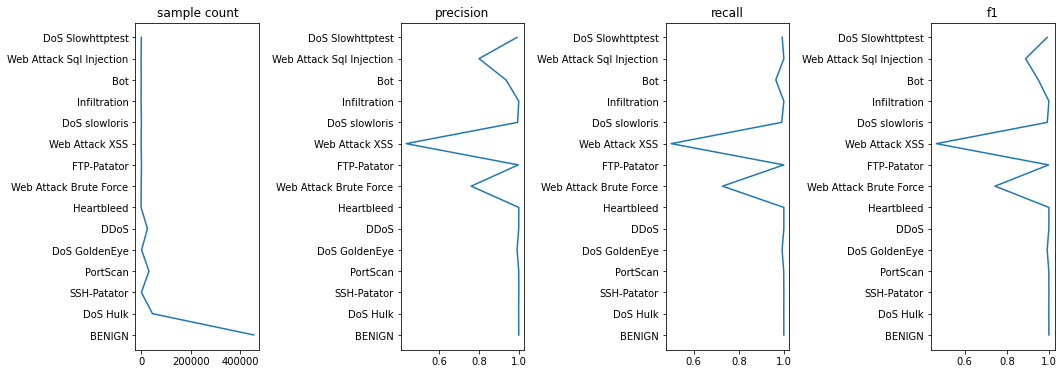 sample count
DoS Slowhttptest
Web Attack Sql Injection
Bot
Infiltration
DoS slowloris
Web Attack XSS
FTP-Patator
Web Attack Brute Force
Heartbleed
DDoS
DoS GoldenEye
PortScan
SSH-Patator
DoS Hulk
BENIGN
0 200000 400000
precision
DoS Slowhttptest
Web Attack Sql Injection
Bot
Infiltration
DoS slowloris
Web Attack XSS
FTP-Patator
Web Attack Brute Force
Heartbleed
DDoS
DoS GoldenEye
PortScan
SSH-Patator
DoS Hulk
BENIGN
0.6 0.8 1.0
recall
DoS Slowhttptest
Web Attack Sql Injection
Bot
Infiltration
DoS slowloris
Web Attack XSS
FTP-Patator
Web Attack Brute Force
Heartbleed
DDoS
DoS GoldenEye
PortScan
SSH-Patator
DoS Hulk
BENIGN
0.6 0.8 1.0
f1
DoS Slowhttptest
Web Attack Sql Injection
Bot
Infiltration
DoS slowloris
Web Attack XSS
FTP-Patator
Web Attack Brute Force
Heartbleed
DDoS
DoS GoldenEye
PortScan
SSH-Patator
DoS Hulk
BENIGN
0.6 0.8 1.0